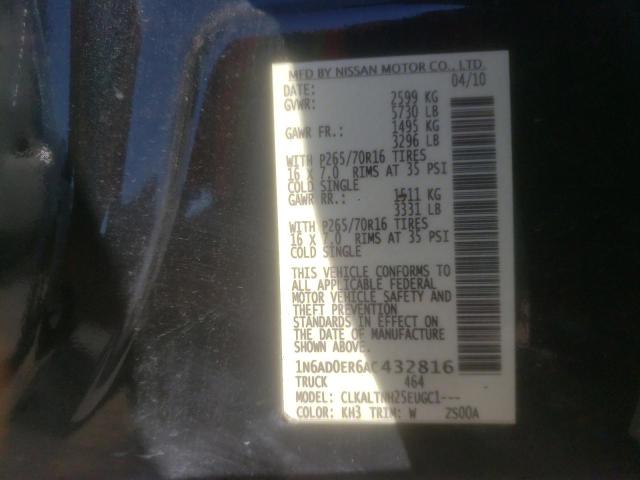 MFD BY NISSAN MOTOR CO., LTD.
DATE: 04/10
GVWR: 2599 KG
5730 LB
GAWR FR.: 1495 KG
3296 LB
WITH P265/70R16 TIRES
16 X 7.0 RIMS AT 35 PSI
COLD SINGLE
GAWR RR.: 1511 KG
3331 LB
WITH P265/70R16 TIRES
16 X 7.0 RIMS AT 35 PSI
COLD SINGLE
THIS VEHICLE CONFORMS TO
ALL APPLICABLE FEDERAL
MOTOR VEHICLE SAFETY AND
THEFT PREVENTION
STANDARDS IN EFFECT ON
THE DATE OF MANUFACTURE
SHOWN ABOVE.
1N6AD0ER6AC432816
TRUCK 464
MODEL: CLKALTNH25EUGC1---
COLOR: KH3 TRIM: W ZS00A